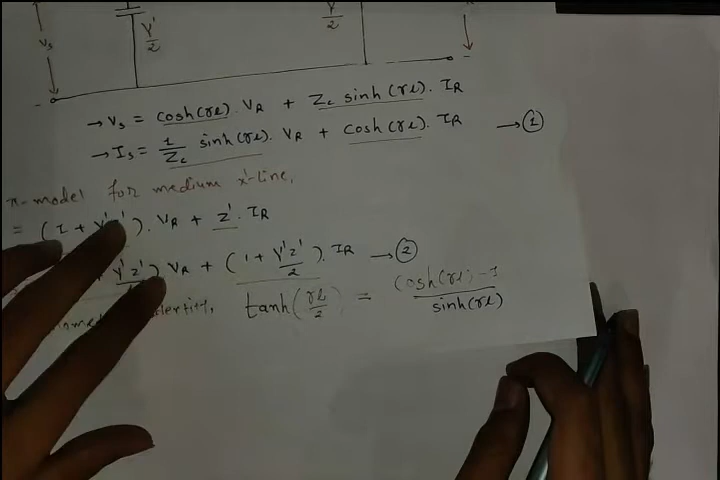 Vs Y'/2 Y/2
→ Vs = cosh(γl). VR + Zc sinh(γl). IR
→ Is = 1/Zc sinh(γl). VR + cosh(γl). IR → ①
π-model for medium x'-line,
= (1 + Y'Z' ). VR + Z'. IR
Y'Z' ) VR + (1 + Y'Z'/2). IR → ②
tanh(γl/2) = cosh(γl)-1/sinh(γl)